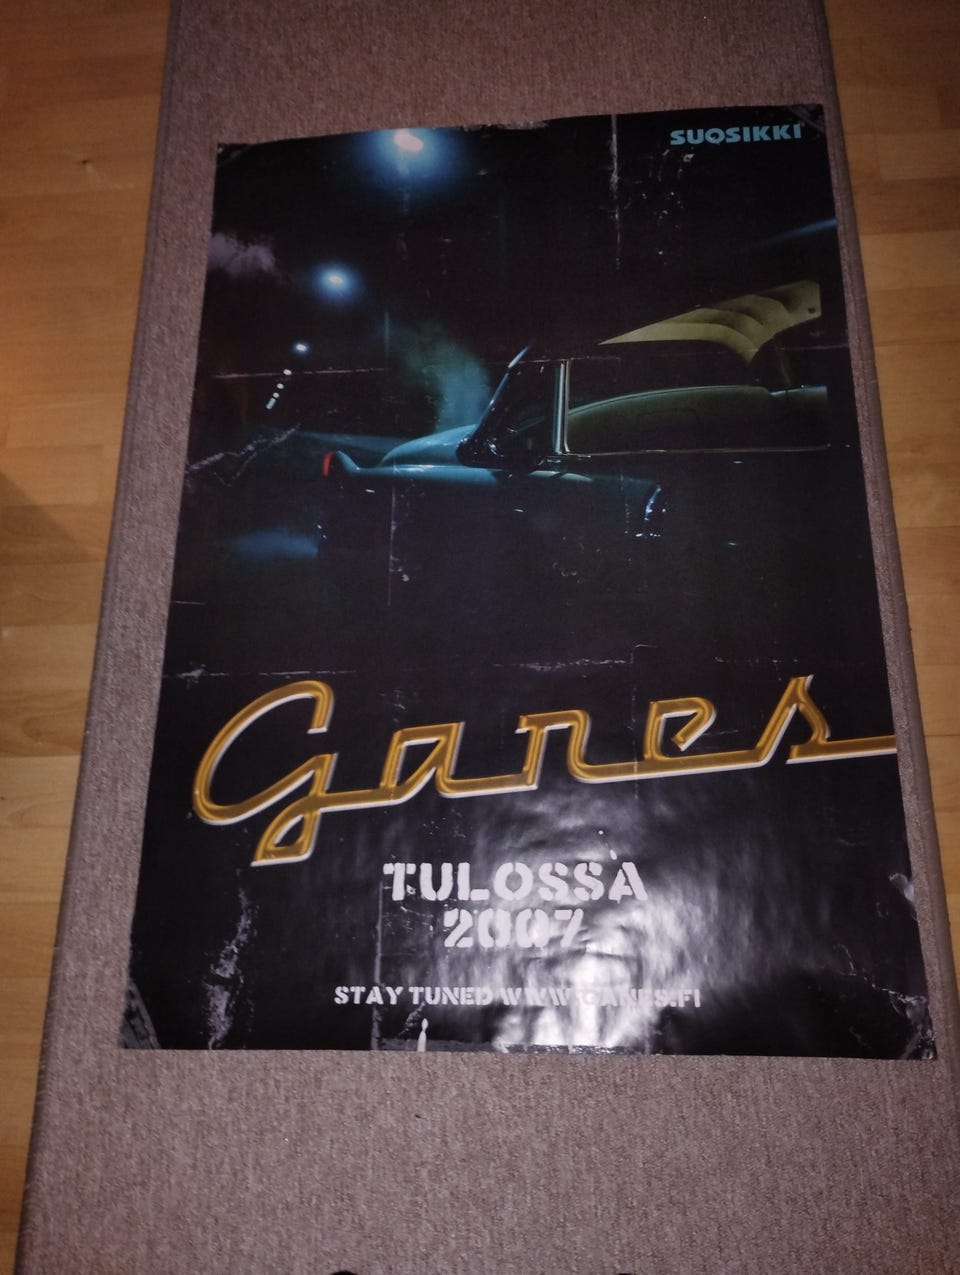 SUOSIKKI
Ganes
TULOSSA
2007
STAY TUNED WWW.GANES.FI